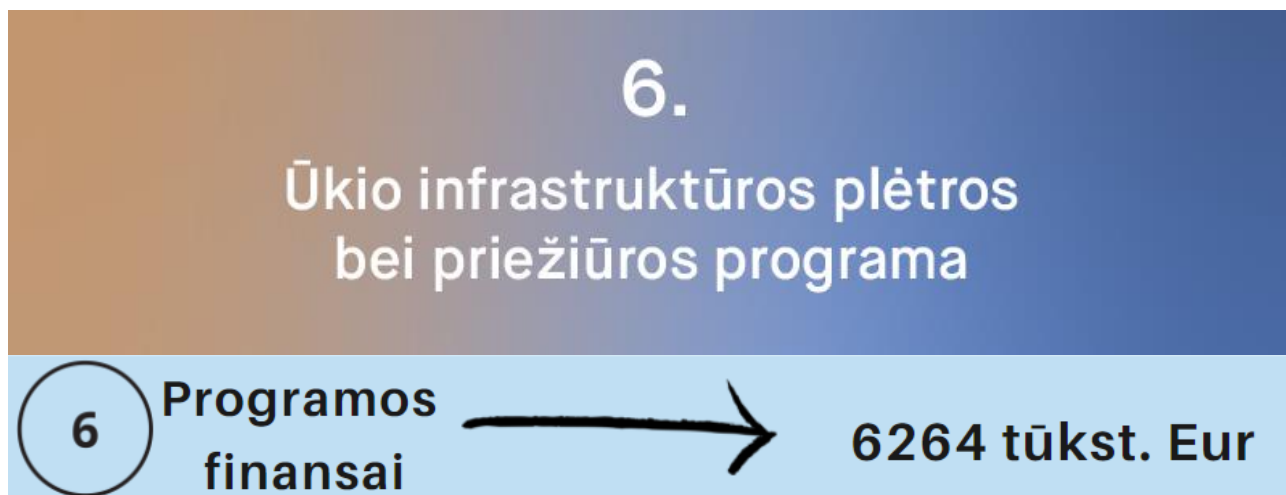 6.
Ūkio infrastruktūros plėtros
bei priežiūros programa
6
Programos
finansai
6264 tūkst. Eur